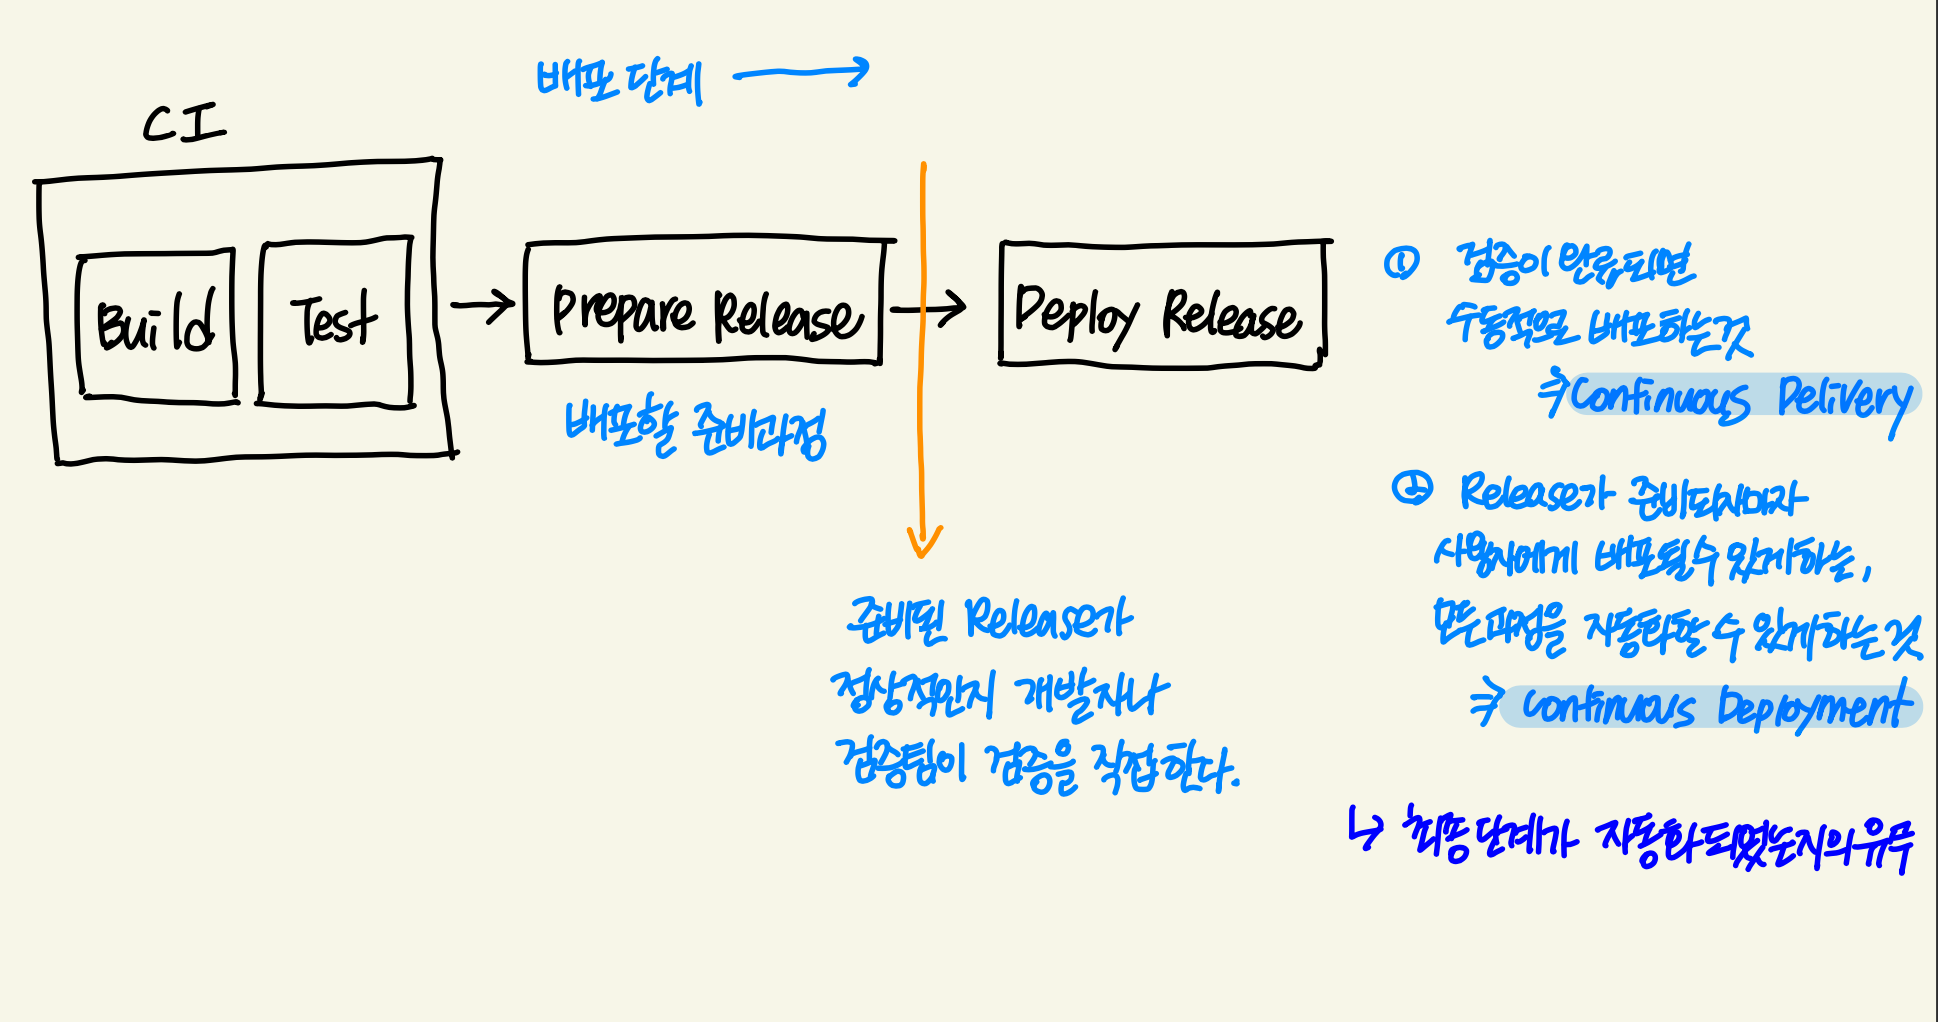 배포 단계
CI
Build
Test
Prepare Release
Deploy Release
배포할 준비과정
준비된 Release가
정상적인지 개발자나
검증팀이 검증을 직접한다.
① 검증이 완료되면
수동적으로 배포하는것
⇒ Continuous Delivery
② Release가 준비되자마자
사용자에게 배포될수 있게하는,
모든과정을 자동화할 수 있게하는 것
⇒ Continuous Deployment
↳ 최종단계가 자동화 되었는지의 유무